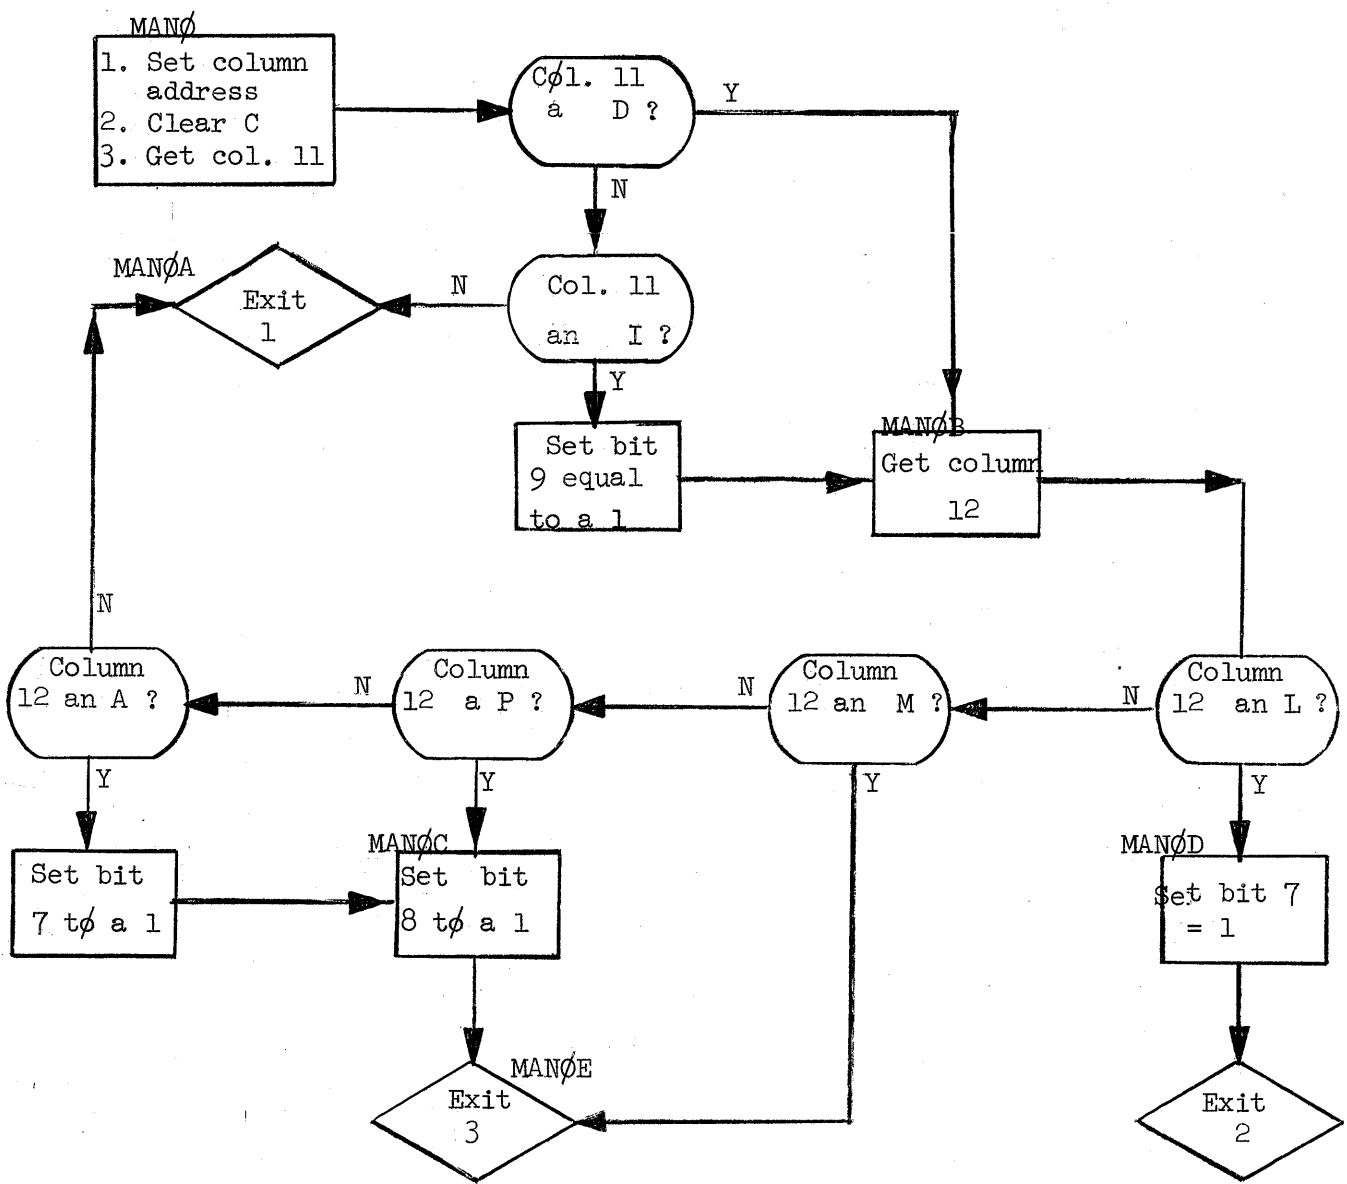 MANØ
1. Set column
address
2. Clear C
3. Get col. 11
CØl. 11
a D ?
Y
N
MANØA
Exit
1
N
Col. 11
an I ?
Y
Set bit
9 equal
to a 1
MANØB
Get column
12
N
Column
12 an A ?
N
Column
12 a P ?
N
Column
12 an M ?
N
Column
12 an L ?
Y
Y
Y
Y
Set bit
7 tØ a 1
MANØC
Set bit
8 tØ a 1
MANØD
Set bit 7
= 1
MANØE
Exit
3
Exit
2